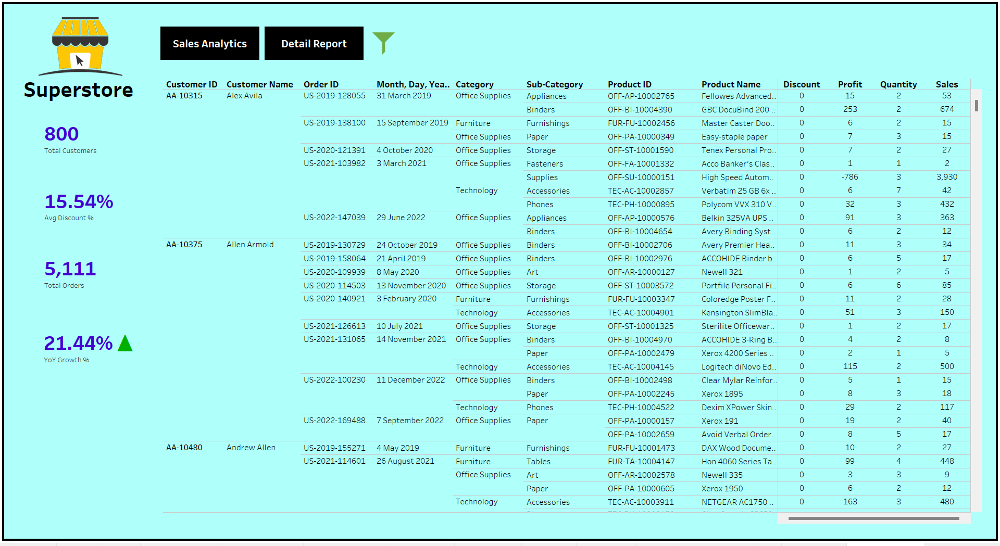 Superstore
Sales Analytics
Detail Report
800
Total Customers
15.54%
Avg Discount %
5,111
Total Orders
21.44%
YoY Growth %
Customer ID Customer Name Order ID Month, Day, Yea.. Category Sub-Category Product ID Product Name Discount Profit Quantity Sales
AA-10315 Alex Avila US-2019-128055 31 March 2019 Office Supplies Appliances OFF-AP-10002765 Fellowes Advanced.. 0 15 2 53
Binders OFF-BI-10004390 GBC DocuBind 200 .. 0 253 2 674
US-2019-138100 15 September 2019 Furniture Furnishings FUR-FU-10002456 Master Caster Doo.. 0 6 2 15
Office Supplies Paper OFF-PA-10000349 Easy-staple paper 0 7 3 15
US-2020-121391 4 October 2020 Office Supplies Storage OFF-ST-10001590 Tenex Personal Pro.. 0 7 2 27
US-2021-103982 3 March 2021 Office Supplies Fasteners OFF-FA-10001332 Acco Banker's Clas.. 0 1 1 2
Supplies OFF-SU-10000151 High Speed Autom.. 0 -786 3 3,930
Technology Accessories TEC-AC-10002857 Verbatim 25 GB 6x .. 0 6 7 42
Phones TEC-PH-10000895 Polycom VVX 310 V.. 0 32 3 432
US-2022-147039 29 June 2022 Office Supplies Appliances OFF-AP-10000576 Belkin 325VA UPS .. 0 91 3 363
Binders OFF-BI-10004654 Avery Binding Syst.. 0 6 2 12
AA-10375 Allen Armold US-2019-130729 24 October 2019 Office Supplies Binders OFF-BI-10002706 Avery Premier Hea.. 0 11 3 34
US-2019-158064 21 April 2019 Office Supplies Binders OFF-BI-10002976 ACCOHIDE Binder b.. 0 6 5 17
US-2020-109939 8 May 2020 Office Supplies Art OFF-AR-10000127 Newell 321 0 1 2 5
US-2020-114503 13 November 2020 Office Supplies Storage OFF-ST-10003572 Portfile Personal Fi.. 0 6 6 85
US-2020-140921 3 February 2020 Furniture Furnishings FUR-FU-10003347 Coloredge Poster F.. 0 11 2 28
Technology Accessories TEC-AC-10004901 Kensington SlimBla.. 0 51 3 150
US-2021-126613 10 July 2021 Office Supplies Storage OFF-ST-10001325 Sterilite Officewar.. 0 1 2 17
US-2021-131065 14 November 2021 Office Supplies Binders OFF-BI-10004970 ACCOHIDE 3-Ring B.. 0 4 2 8
Paper OFF-PA-10002479 Xerox 4200 Series .. 0 2 1 5
Technology Accessories TEC-AC-10004145 Logitech diNovo Ed.. 0 115 2 500
US-2022-100230 11 December 2022 Office Supplies Binders OFF-BI-10002498 Clear Mylar Reinfor.. 0 5 1 15
Paper OFF-PA-10002245 Xerox 1895 0 8 3 18
Technology Phones TEC-PH-10004522 Dexim XPower Skin.. 0 29 2 117
US-2022-169488 7 September 2022 Office Supplies Paper OFF-PA-10000157 Xerox 191 0 19 2 40
OFF-PA-10002659 Avoid Verbal Order.. 0 8 5 17
AA-10480 Andrew Allen US-2019-155271 4 May 2019 Furniture Furnishings FUR-FU-10001473 DAX Wood Docume.. 0 10 2 27
US-2021-114601 26 August 2021 Furniture Tables FUR-TA-10004147 Hon 4060 Series Ta.. 0 99 4 448
Office Supplies Art OFF-AR-10002578 Newell 335 0 3 3 9
Paper OFF-PA-10000605 Xerox 1950 0 6 2 12
Technology Accessories TEC-AC-10003911 NETGEAR AC1750 .. 0 163 3 480